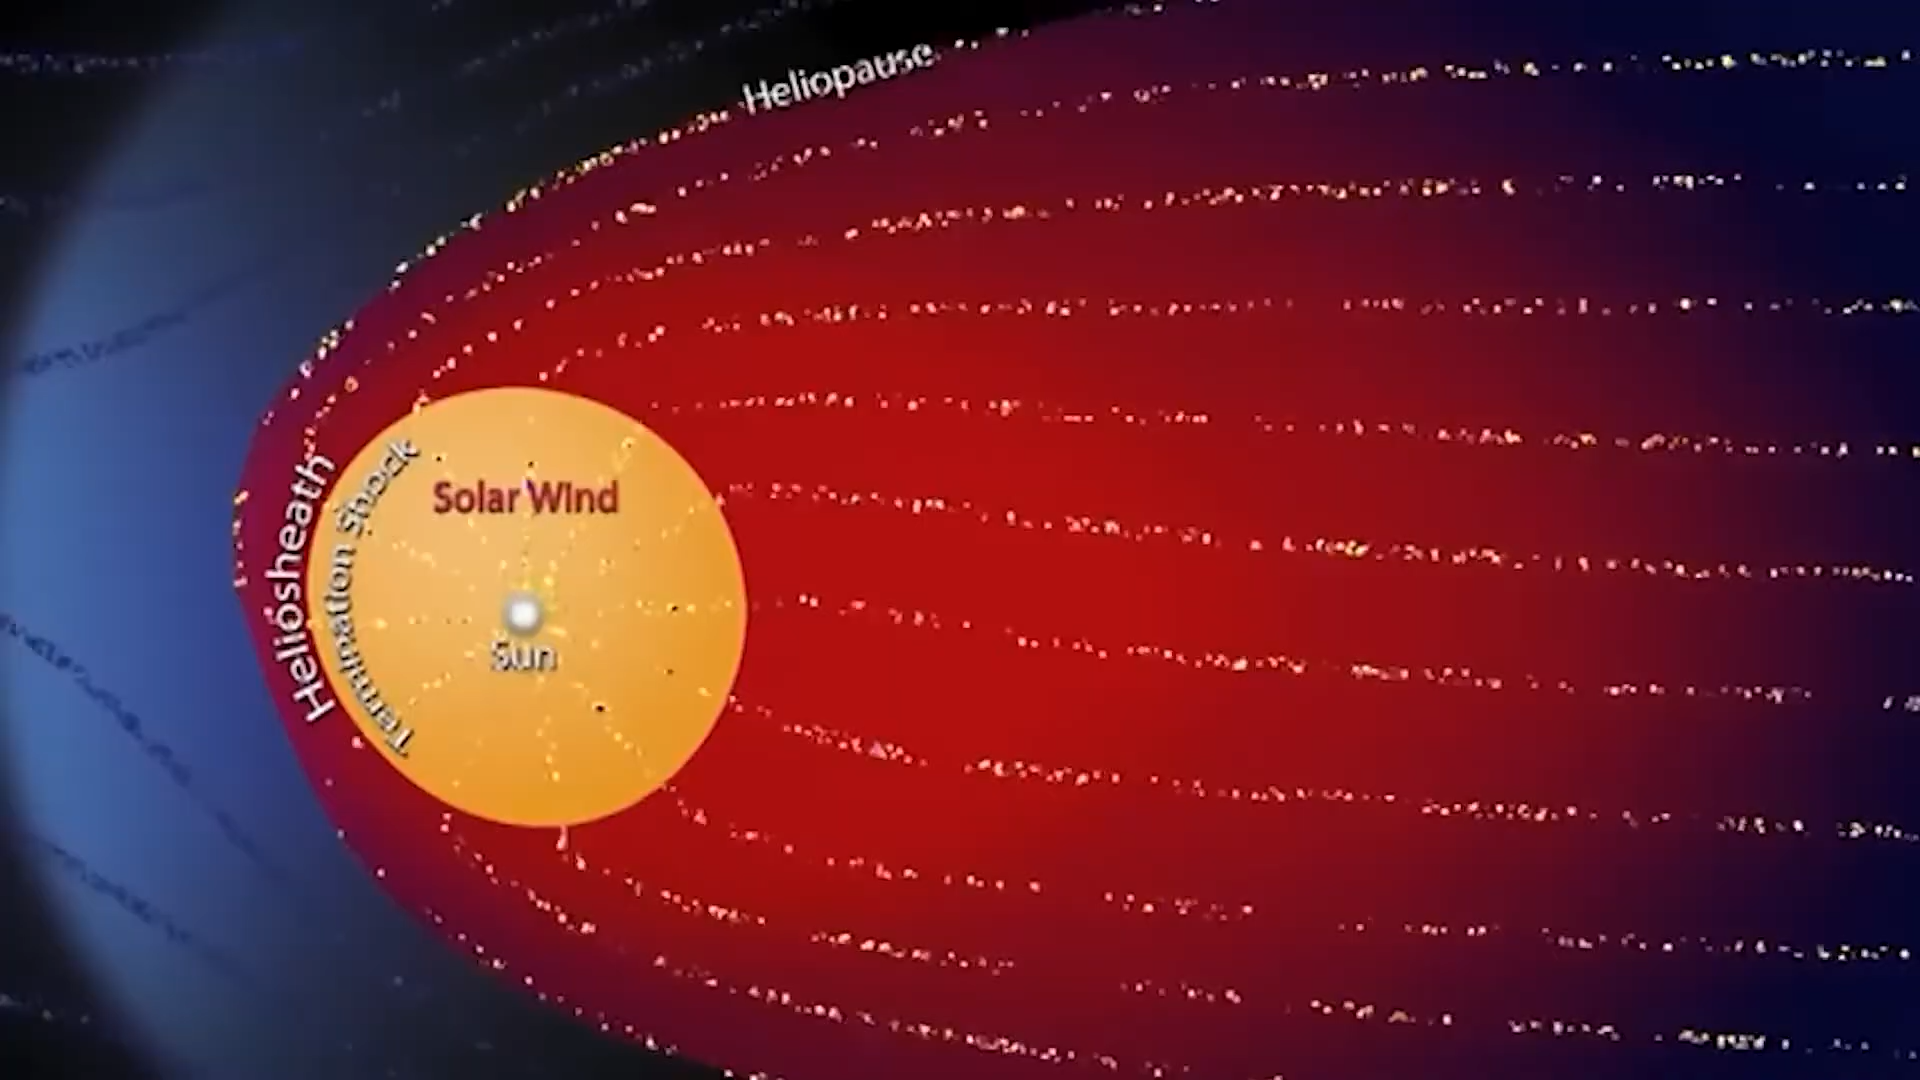 Heliopause
Solar Wind
Heliosheath
Termination Shock
Sun